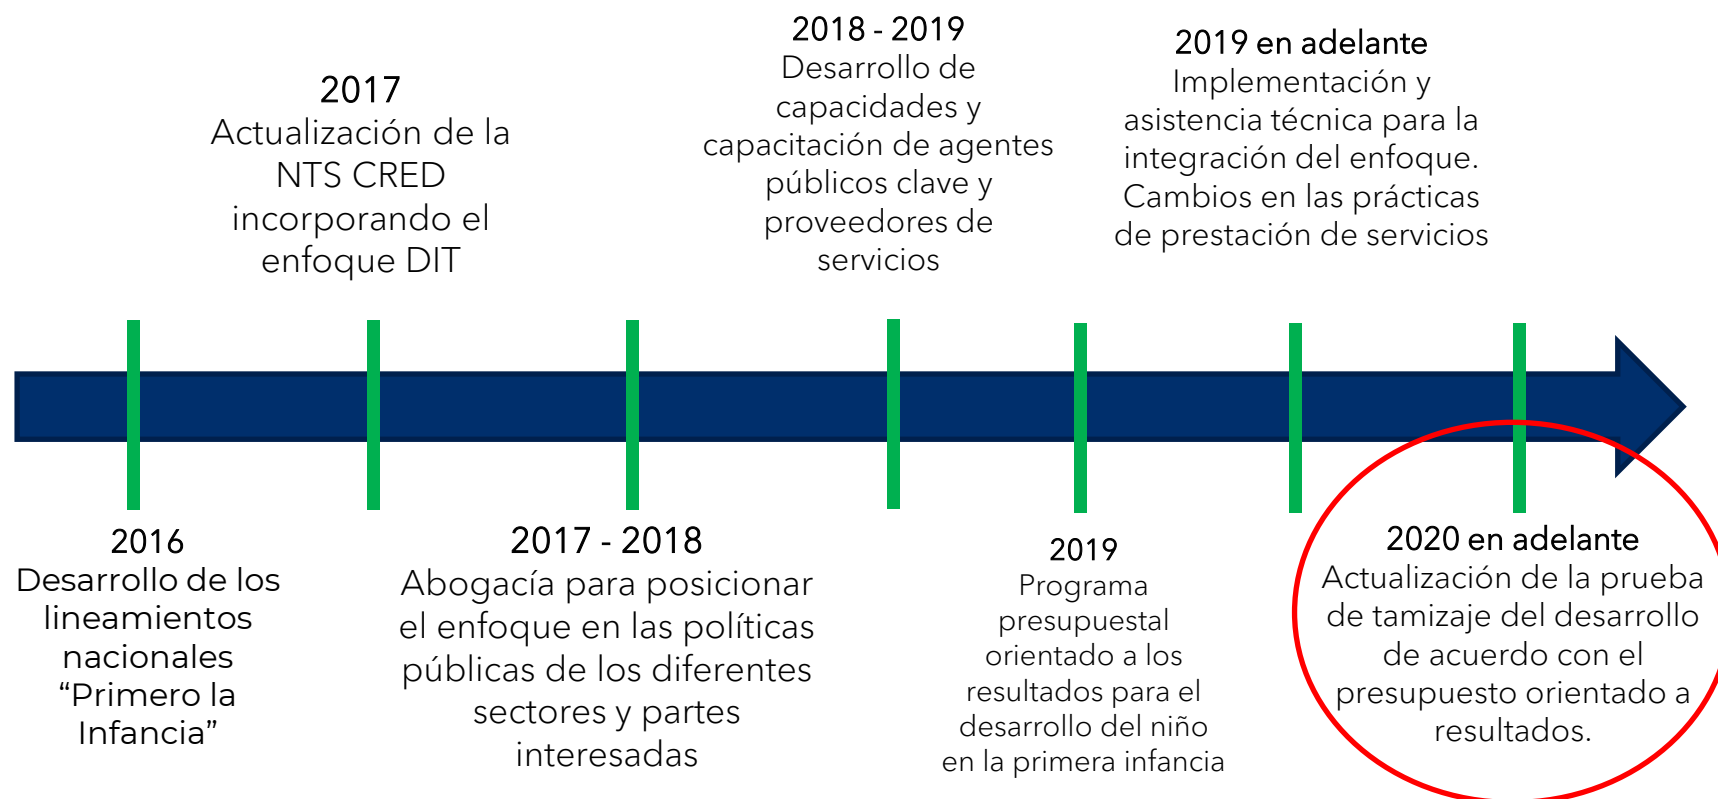 2016
Desarrollo de los
lineamientos
nacionales
“Primero la
Infancia”
2017
Actualización de la
NTS CRED
incorporando el
enfoque DIT
2017 - 2018
Abogacía para posicionar
el enfoque en las políticas
públicas de los diferentes
sectores y partes
interesadas
2018 - 2019
Desarrollo de
capacidades y
capacitación de agentes
públicos clave y
proveedores de
servicios
2019
Programa
presupuestal
orientado a los
resultados para el
desarrollo del niño
en la primera infancia
2019 en adelante
Implementación y
asistencia técnica para la
integración del enfoque.
Cambios en las prácticas
de prestación de servicios
2020 en adelante
Actualización de la prueba
de tamizaje del desarrollo
de acuerdo con el
presupuesto orientado a
resultados.